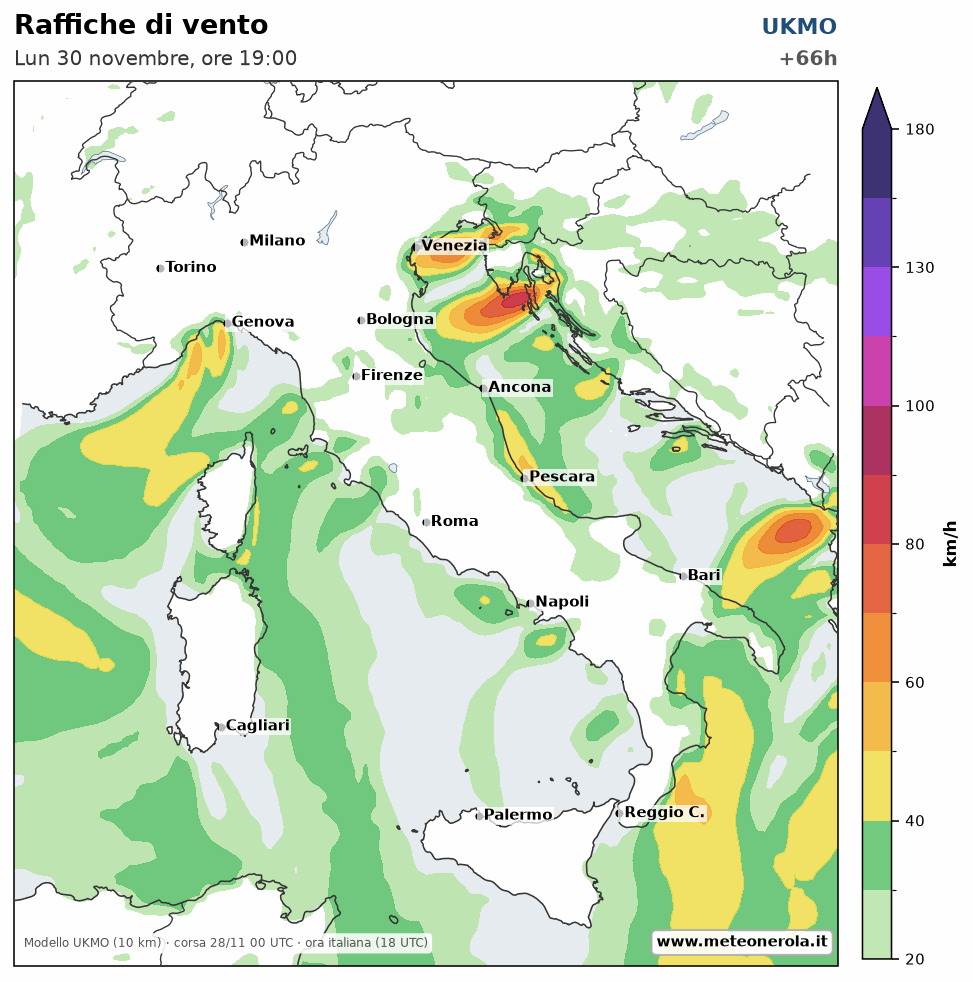 Raffiche di vento
UKMO
Lun 30 novembre, ore 19:00
+66h
180
Milano
Venezia
Torino
130
Genova
Bologna
Firenze
Ancona
100
Pescara
Roma
80
km/h
Bari
Napoli
60
Cagliari
Palermo
Reggio C.
40
Modello UKMO (10 km) · corsa 28/11 00 UTC · ora italiana (18 UTC)
www.meteonerola.it
20